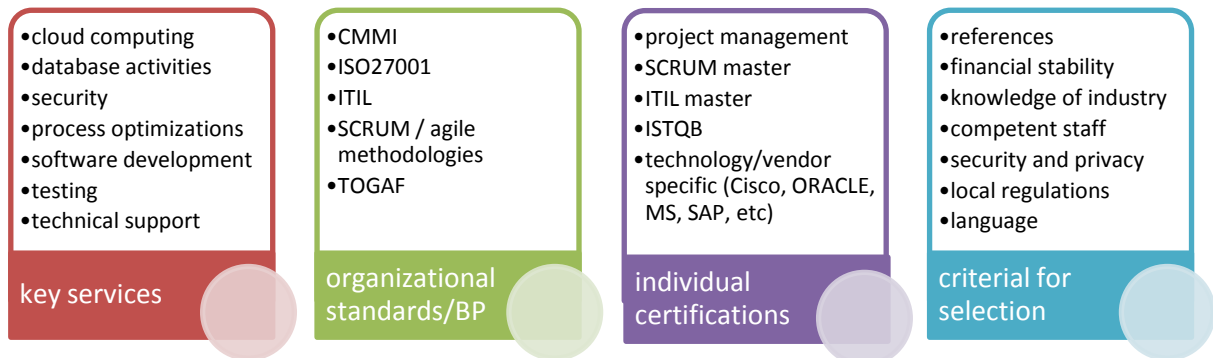 •cloud computing
•database activities
•security
•process optimizations
•software development
•testing
•technical support
key services
•CMMI
•ISO27001
•ITIL
•SCRUM / agile
methodologies
•TOGAF
organizational
standards/BP
•project management
•SCRUM master
•ITIL master
•ISTQB
•technology/vendor
specific (Cisco, ORACLE,
MS, SAP, etc)
individual
certifications
•references
•financial stability
•knowledge of industry
•competent staff
•security and privacy
•local regulations
•language
criterial for
selection